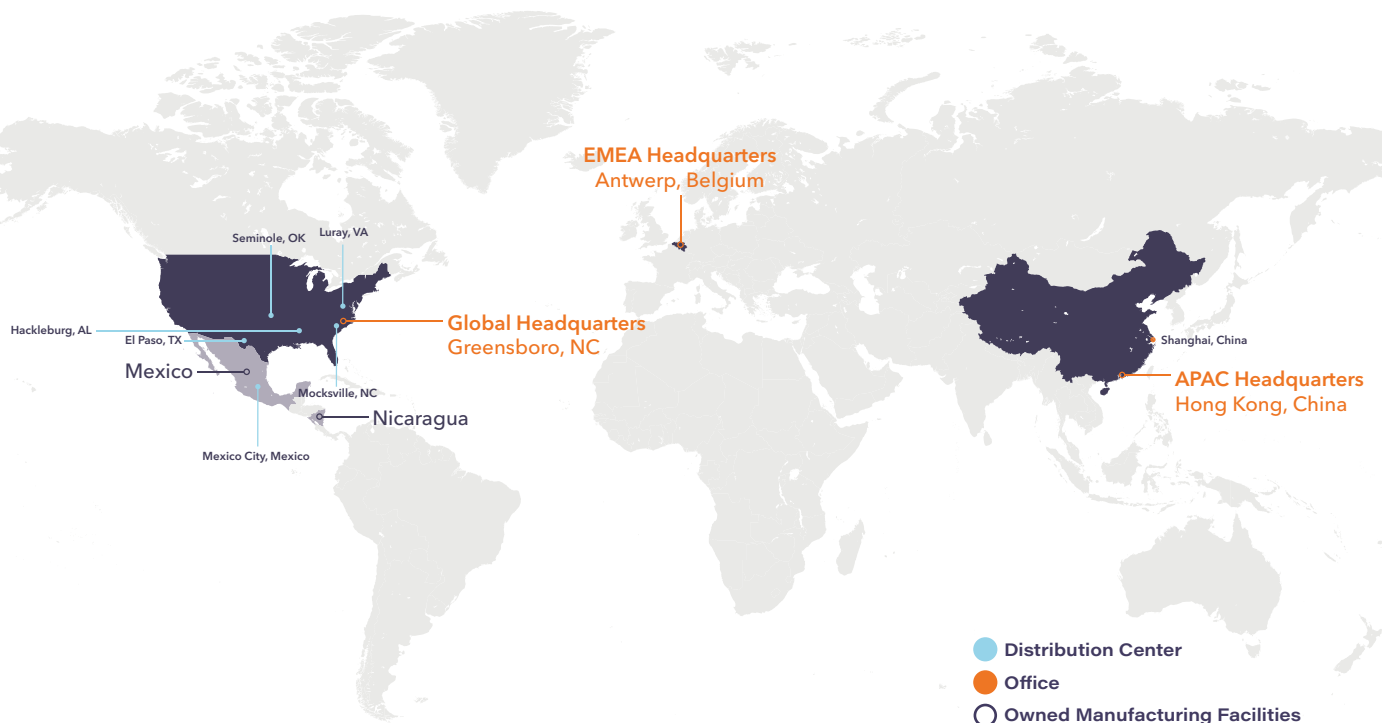 EMEA Headquarters
Antwerp, Belgium
Seminole, OK
Luray, VA
Hackleburg, AL
El Paso, TX
Global Headquarters
Greensboro, NC
Mexico
Mocksville, NC
Nicaragua
Mexico City, Mexico
Shanghai, China
APAC Headquarters
Hong Kong, China
Distribution Center
Office
Owned Manufacturing Facilities